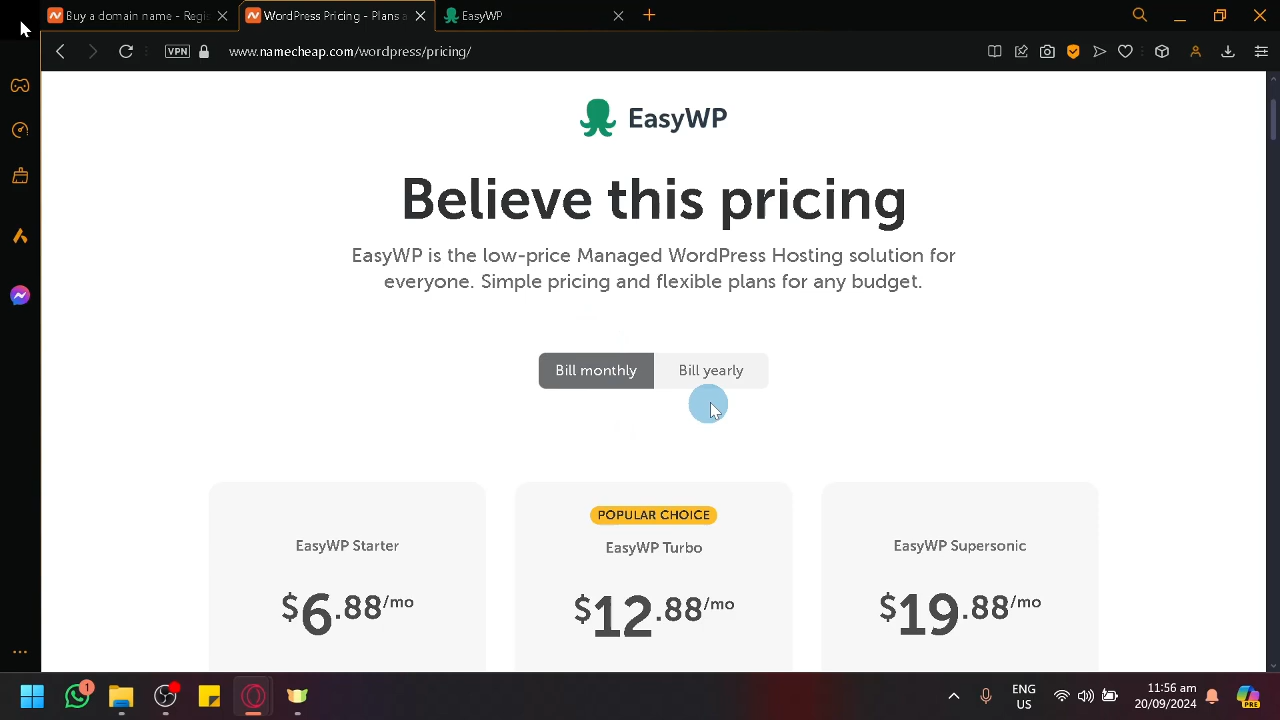 Buy a domain name - Regis
WordPress Pricing - Plans a
EasyWP
VPN
www.namecheap.com/wordpress/pricing/
EasyWP
Believe this pricing
EasyWP is the low-price Managed WordPress Hosting solution for
everyone. Simple pricing and flexible plans for any budget.
Bill monthly
Bill yearly
POPULAR CHOICE
EasyWP Starter
EasyWP Turbo
EasyWP Supersonic
$6.88/mo
$12.88/mo
$19.88/mo
1
ENG
US
11:56 am
20/09/2024
PRE